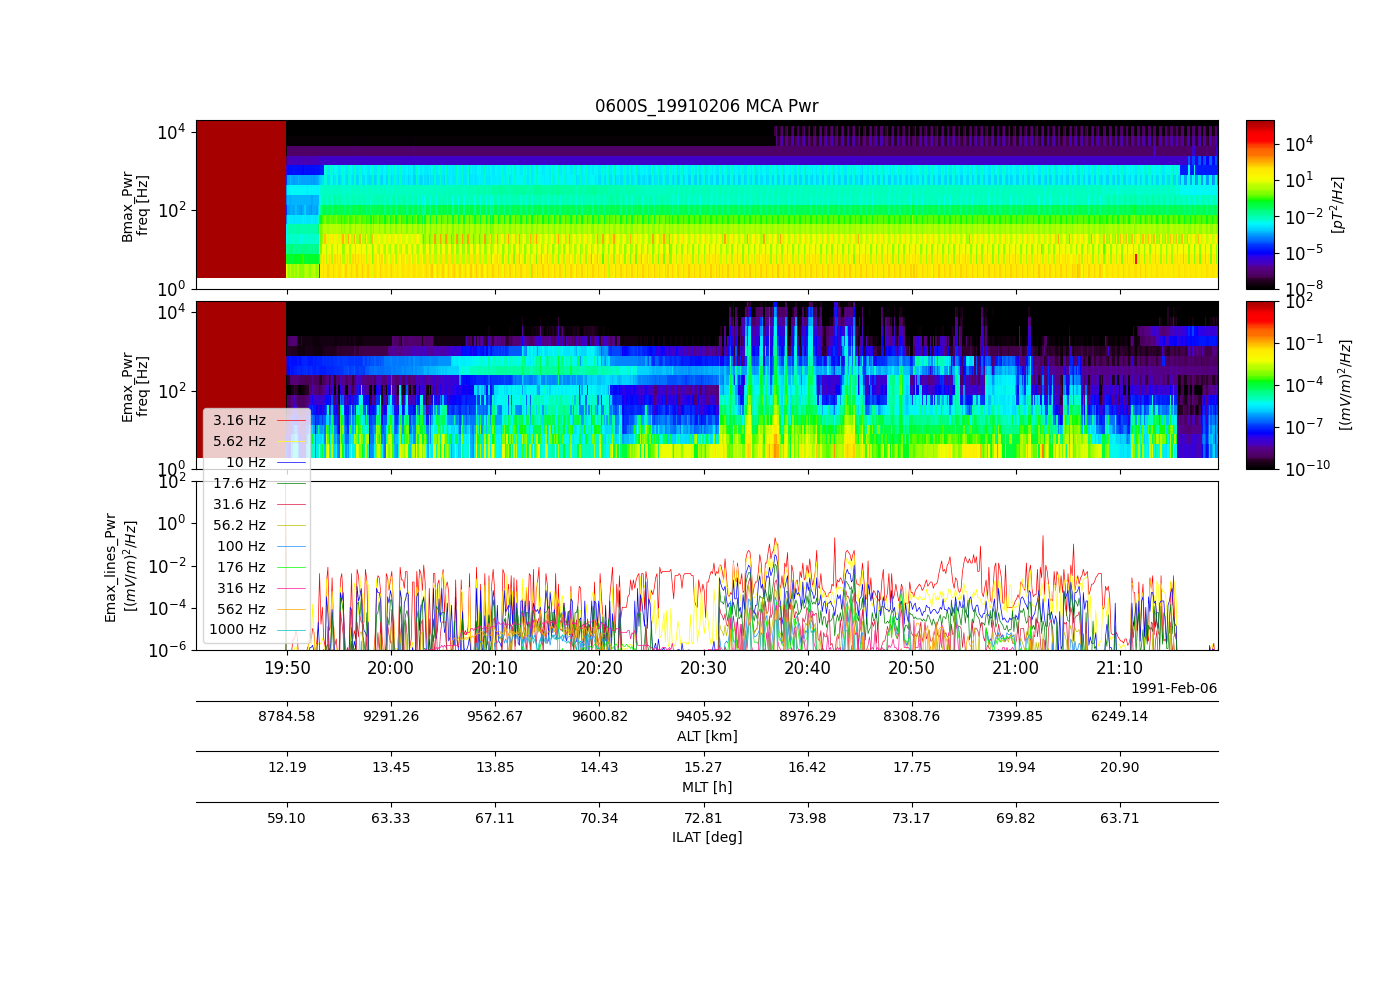 0600S_19910206 MCA Pwr
10^4
10^2
10^0
Bmax_Pwr
freq [Hz]
10^4
10^1
10^-2
10^-5
10^-8
[pT^2/Hz]
10^4
10^2
10^0
Emax_Pwr
freq [Hz]
10^2
10^-1
10^-4
10^-7
10^-10
[(mV/m)^2/Hz]
3.16 Hz
5.62 Hz
10 Hz
17.6 Hz
31.6 Hz
56.2 Hz
100 Hz
176 Hz
316 Hz
562 Hz
1000 Hz
10^2
10^0
10^-2
10^-4
10^-6
Emax_lines_Pwr
[(mV/m)^2/Hz]
19:50 20:00 20:10 20:20 20:30 20:40 20:50 21:00 21:10
1991-Feb-06
8784.58 9291.26 9562.67 9600.82 9405.92 8976.29 8308.76 7399.85 6249.14
ALT [km]
12.19 13.45 13.85 14.43 15.27 16.42 17.75 19.94 20.90
MLT [h]
59.10 63.33 67.11 70.34 72.81 73.98 73.17 69.82 63.71
ILAT [deg]